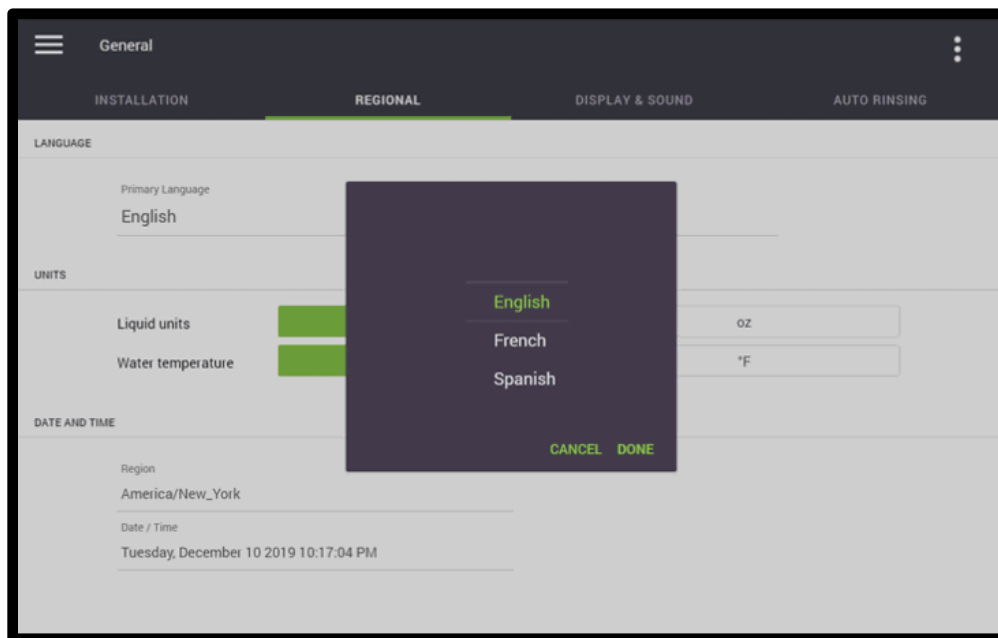 General
INSTALLATION REGIONAL DISPLAY & SOUND AUTO RINSING
LANGUAGE
Primary Language
English
UNITS
Liquid units oz
Water temperature °F
English
French
Spanish
CANCEL DONE
DATE AND TIME
Region
America/New_York
Date / Time
Tuesday, December 10 2019 10:17:04 PM